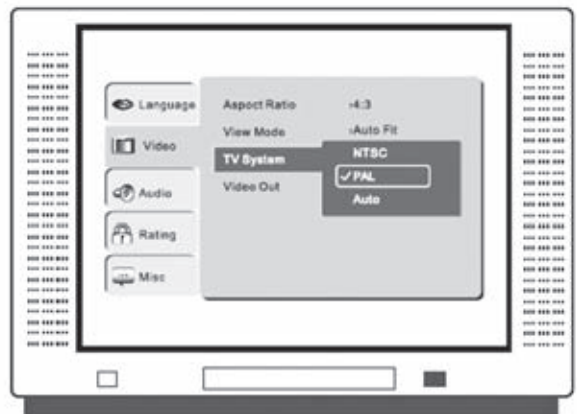 Language
Video
Audio
Rating
Misc
Aspoct Ratio :4:3
View Mode :Auto Fit
TV System
Video Out
NTSC
✓PAL
Auto